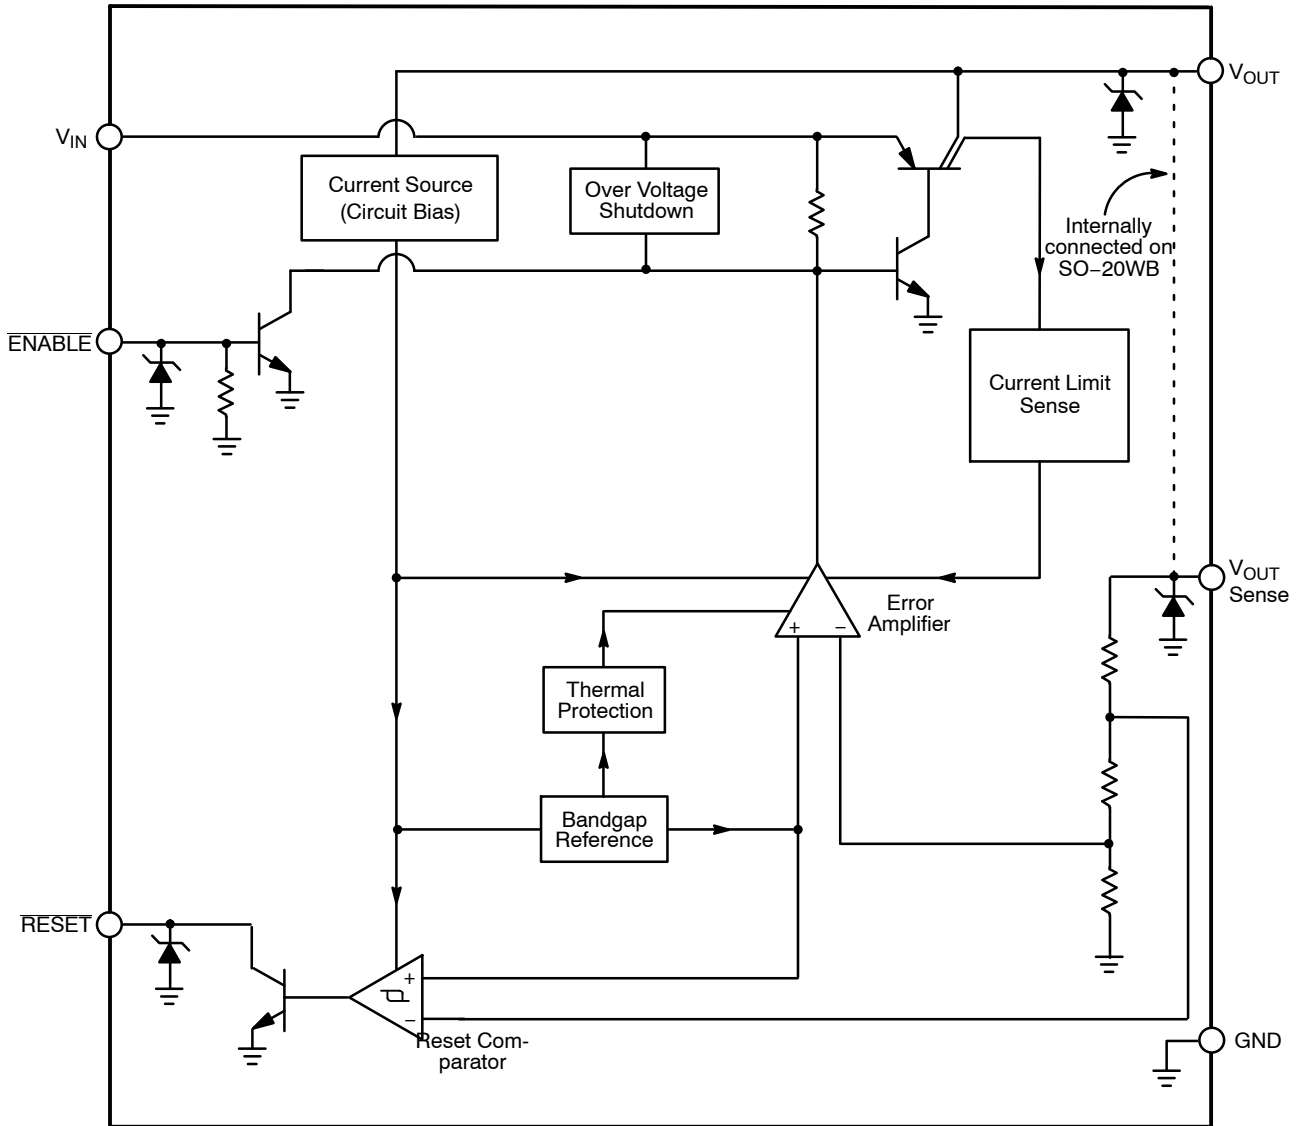 V_OUT
V_IN
Current Source
(Circuit Bias)
Over Voltage
Shutdown
Internally
connected on
SO−20WB
ENABLE
Current Limit
Sense
V_OUT
Sense
Error
Amplifier
+ −
Thermal
Protection
Bandgap
Reference
RESET
+
−
Reset Com-
parator
GND